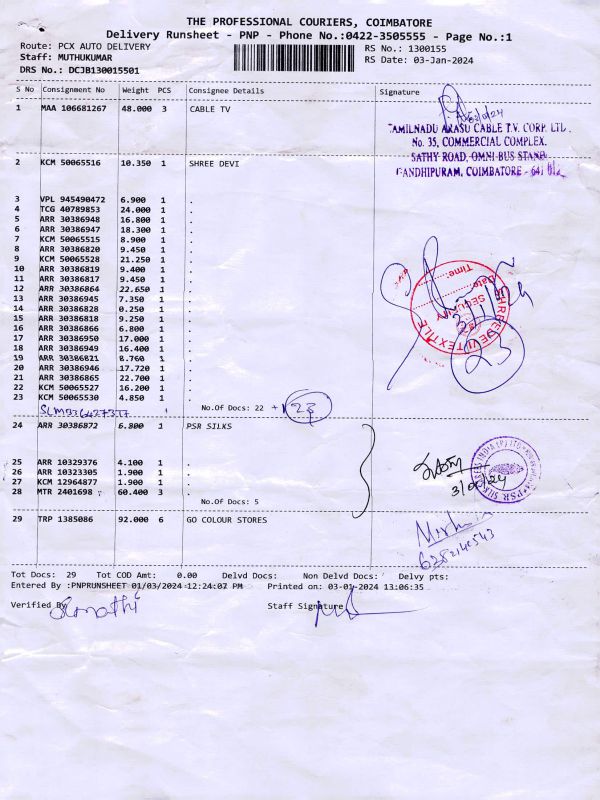 THE PROFESSIONAL COURIERS, COIMBATORE
Delivery Runsheet - PNP - Phone No.:0422-3505555 - Page No.:1
Route: PCX AUTO DELIVERY RS No.: 1300155
Staff: MUTHUKUMAR RS Date: 03-Jan-2024
DRS No.: DCJB130015501
S No Consignment No Weight PCS Consignee Details Signature
1 MAA 106681267 48.000 3 CABLE TV
TAMILNADU ARASU CABLE T.V. CORP. LTD.,
No. 35, COMMERCIAL COMPLEX.
SATHY ROAD, OMNI BUS STAND
GANDHIPURAM, COIMBATORE - 641 012.
2 KCM 50065516 10.350 1 SHREE DEVI
3 VPL 945490472 6.900 1 .
4 TCG 40789853 24.000 1 .
5 ARR 30386948 16.800 1 .
6 ARR 30386947 18.300 1 .
7 KCM 50065515 8.900 1 .
8 ARR 30386820 9.450 1 .
9 KCM 50065528 21.250 1 .
10 ARR 30386819 9.400 1 .
11 ARR 30386817 9.450 1 .
12 ARR 30386864 22.650 1 .
13 ARR 30386945 7.350 1 .
14 ARR 30386828 0.250 1 .
15 ARR 30386818 9.250 1 .
16 ARR 30386866 6.800 1 .
17 ARR 30386950 17.000 1 .
18 ARR 30386949 16.400 1 .
19 ARR 30386821 8.760 1 .
20 ARR 30386946 17.720 1 .
21 ARR 30386865 22.700 1 .
22 KCM 50065527 16.200 1 .
23 KCM 50065530 4.850 1 .
SHREE DEVI TEXTILE
SECURITY
Date:
Time:
23
No.Of Docs: 22 + 1 23
24 ARR 30386872 6.800 1 PSR SILKS
25 ARR 10329376 4.100 1 .
26 ARR 10323305 1.900 1 .
27 KCM 12964877 1.900 1 .
28 MTR 2401698 60.400 3 .
No.Of Docs: 5
29 TRP 1385086 92.000 6 GO COLOUR STORES
Tot Docs: 29 Tot COD Amt: 0.00 Delvd Docs: Non Delvd Docs: Delvy pts:
Entered By :PNPRUNSHEET 01/03/2024 12:24:07 PM Printed on: 03-01-2024 13:06:35
Verified By Staff Signature